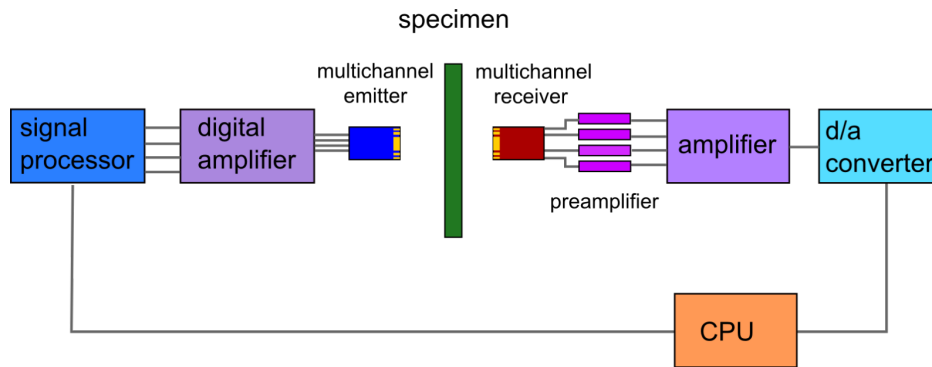 specimen
multichannel
emitter
multichannel
receiver
signal
processor
digital
amplifier
amplifier
d/a
converter
preamplifier
CPU